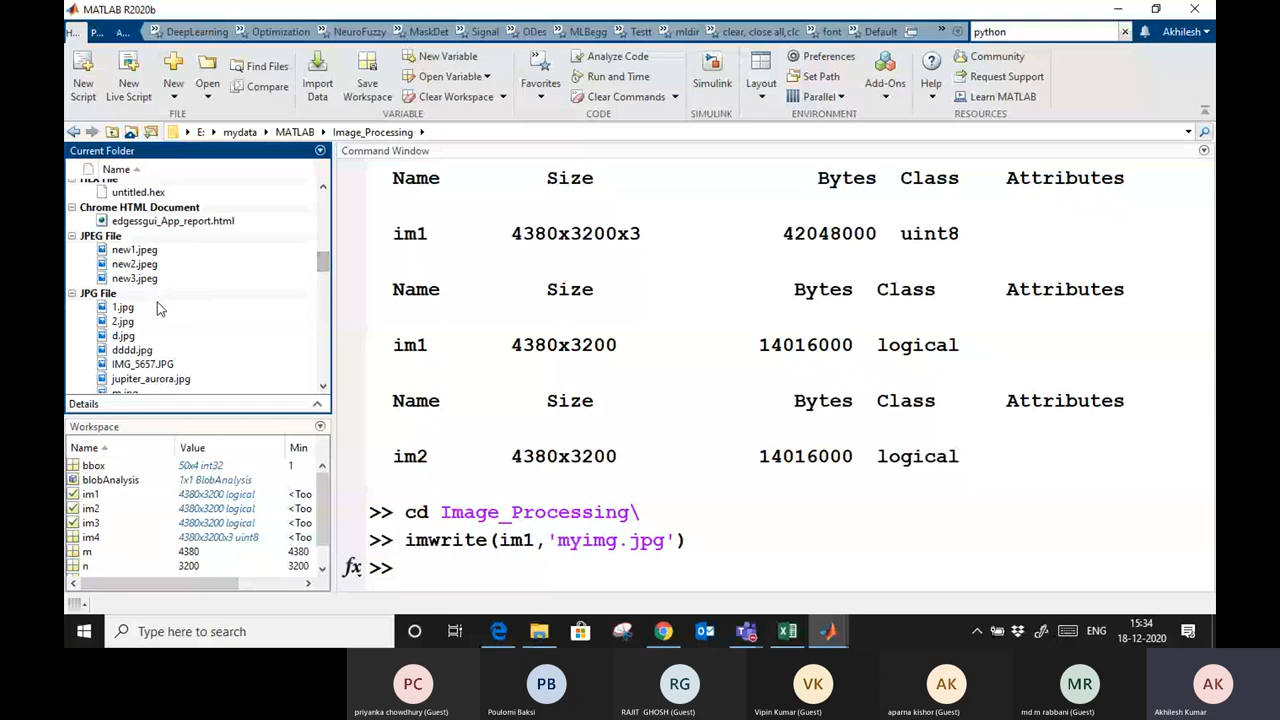 MATLAB R2020b
H... P... A... DeepLearning Optimization NeuroFuzzy MaskDet Signal ODes MLBegg Testt mldir clear, close all,clc font Default python Akhilesh
New Script New Live Script New Open Find Files Compare Import Data Save Workspace New Variable Open Variable Clear Workspace Favorites Analyze Code Run and Time Clear Commands Simulink Layout Preferences Set Path Parallel Add-Ons Help Community Request Support Learn MATLAB
FILE VARIABLE CODE SIMULINK ENVIRONMENT RESOURCES
E: mydata MATLAB Image_Processing
Current Folder
Name
HEX File
untitled.hex
Chrome HTML Document
edgessgui_App_report.html
JPEG File
new1.jpeg
new2.jpeg
new3.jpeg
JPG File
1.jpg
2.jpg
d.jpg
dddd.jpg
IMG_5657.JPG
jupiter_aurora.jpg
Details
Workspace
Name Value Min
bbox 50x4 int32 1
blobAnalysis 1x1 BlobAnalysis
im1 4380x3200 logical <Too
im2 4380x3200 logical <Too
im3 4380x3200 logical <Too
im4 4380x3200x3 uint8 <Too
m 4380 4380
n 3200 3200
Command Window
Name Size Bytes Class Attributes
im1 4380x3200x3 42048000 uint8
Name Size Bytes Class Attributes
im1 4380x3200 14016000 logical
Name Size Bytes Class Attributes
im2 4380x3200 14016000 logical
>> cd Image_Processing\
>> imwrite(im1,'myimg.jpg')
fx >>
Type here to search
ENG
15:34
18-12-2020
PC PB RG VK AK MR AK
priyanka chowdhury (Guest) Poulomi Baksi RAJIT GHOSH (Guest) Vipin Kumar (Guest) aparna kishor (Guest) md m rabbani (Guest) Akhilesh Kumar